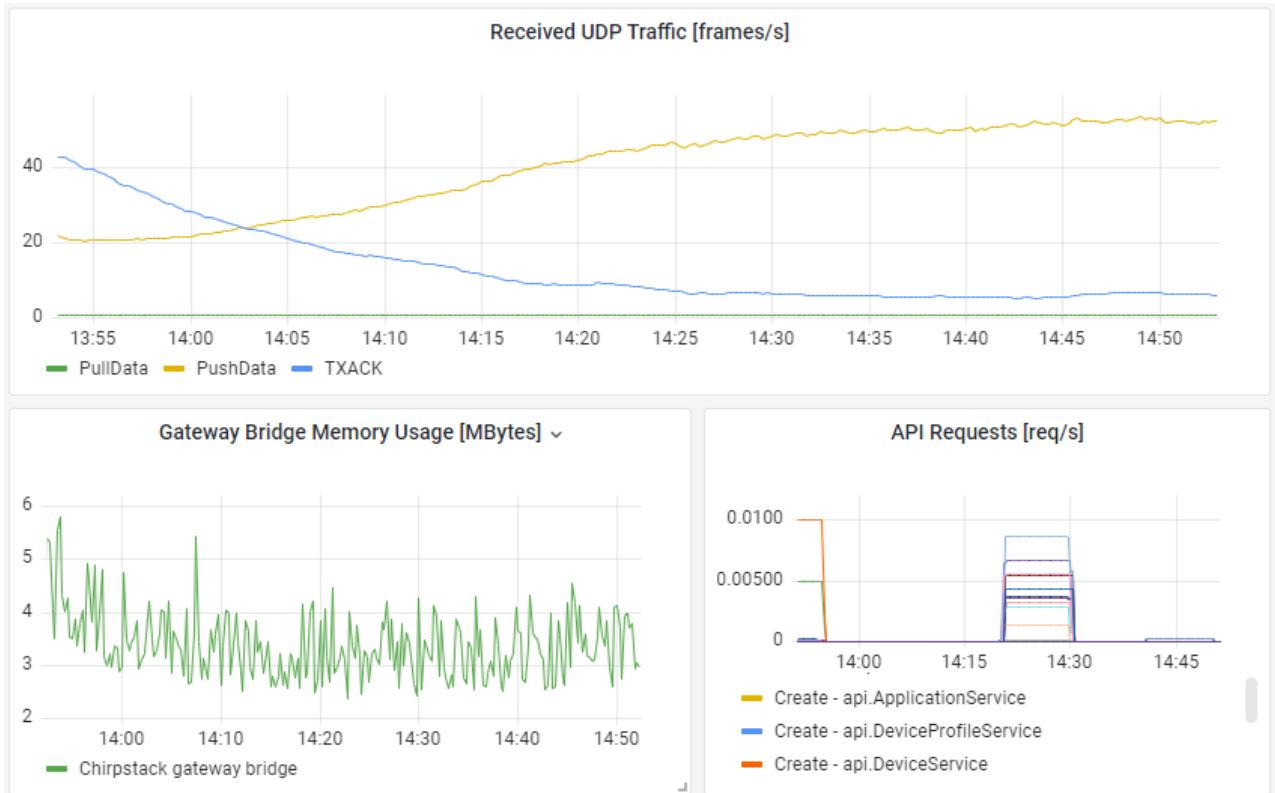 Received UDP Traffic [frames/s]
40
20
0
13:55 14:00 14:05 14:10 14:15 14:20 14:25 14:30 14:35 14:40 14:45 14:50
PullData PushData TXACK
Gateway Bridge Memory Usage [MBytes]
6
5
4
3
2
14:00 14:10 14:20 14:30 14:40 14:50
Chirpstack gateway bridge
API Requests [req/s]
0.0100
0.00500
0
14:00 14:15 14:30 14:45
Create - api.ApplicationService
Create - api.DeviceProfileService
Create - api.DeviceService